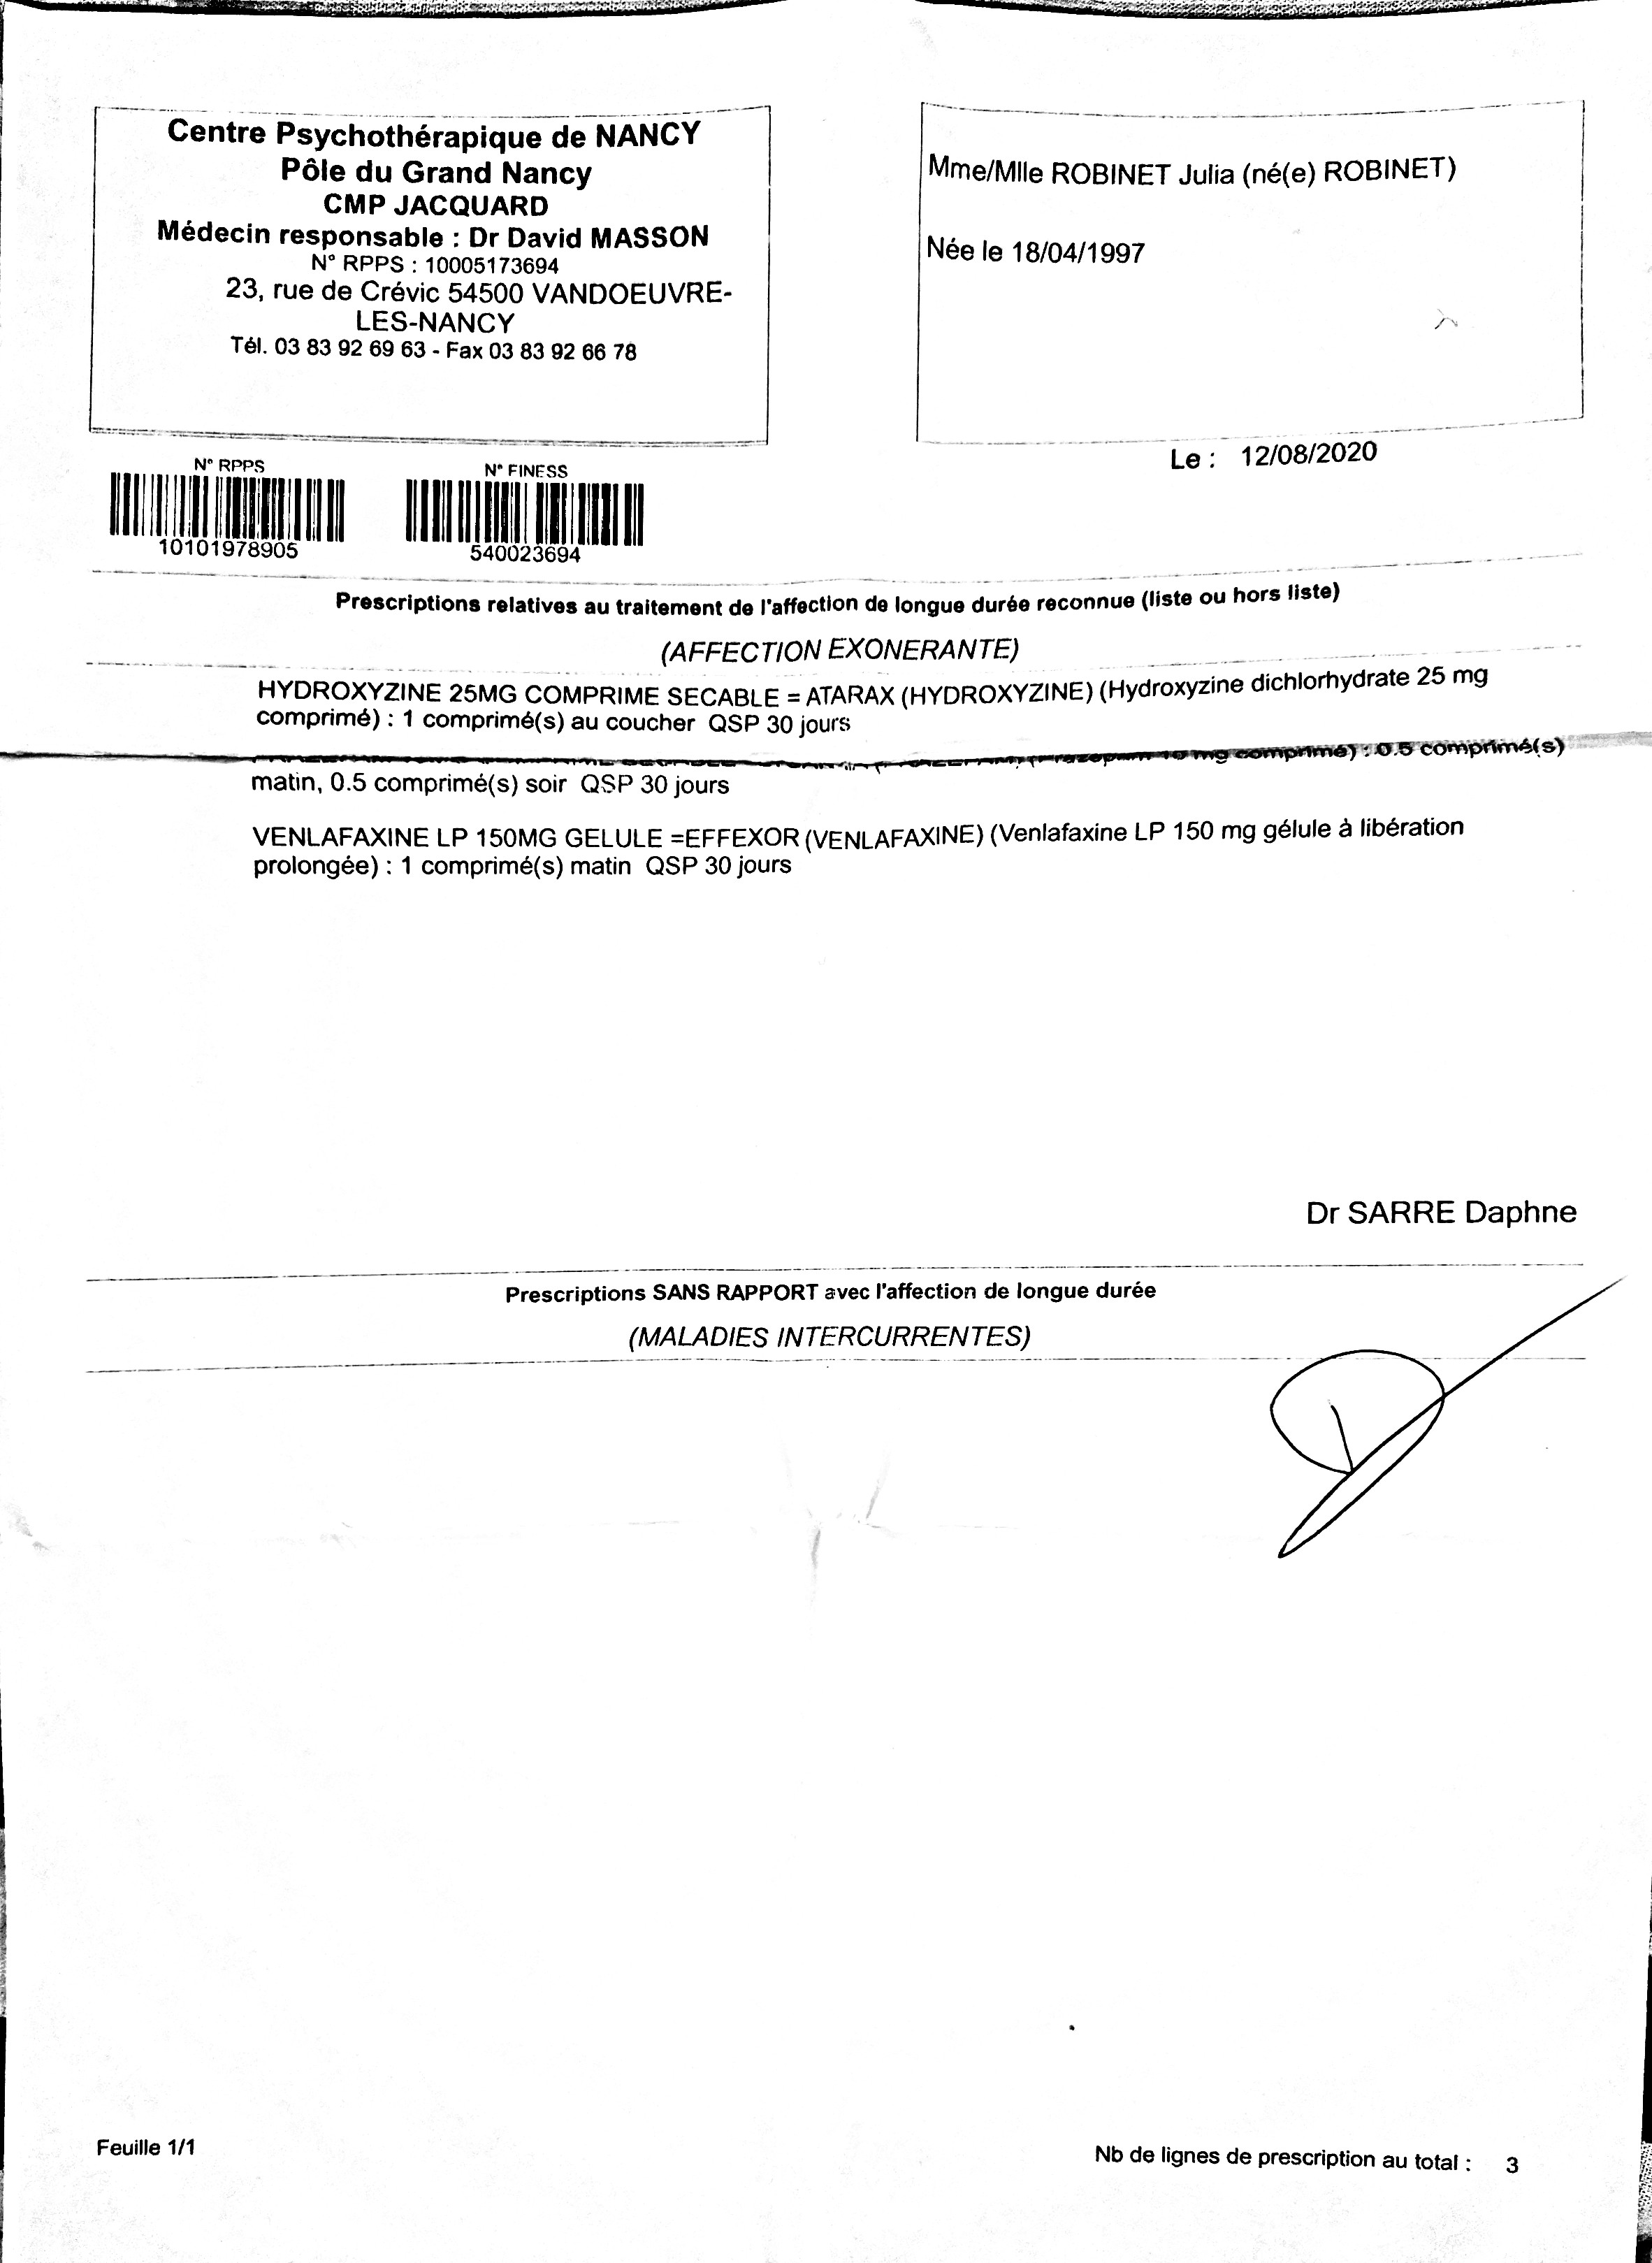 Centre Psychothérapique de NANCY
Pôle du Grand Nancy
CMP JACQUARD
Médecin responsable : Dr David MASSON
N° RPPS : 10005173694
23, rue de Crévic 54500 VANDOEUVRE-
LES-NANCY
Tél. 03 83 92 69 63 - Fax 03 83 92 66 78
Mme/Mlle ROBINET Julia (né(e) ROBINET)
Née le 18/04/1997
Le : 12/08/2020
N° RPPS
10101978905
N° FINESS
540023694
Prescriptions relatives au traitement de l'affection de longue durée reconnue (liste ou hors liste)
(AFFECTION EXONERANTE)
HYDROXYZINE 25MG COMPRIME SECABLE = ATARAX (HYDROXYZINE) (Hydroxyzine dichlorhydrate 25 mg
comprimé) : 1 comprimé(s) au coucher QSP 30 jours
mg comprimé) : 0.5 comprimé(s)
matin, 0.5 comprimé(s) soir QSP 30 jours
VENLAFAXINE LP 150MG GELULE =EFFEXOR (VENLAFAXINE) (Venlafaxine LP 150 mg gélule à libération
prolongée) : 1 comprimé(s) matin QSP 30 jours
Dr SARRE Daphne
Prescriptions SANS RAPPORT avec l'affection de longue durée
(MALADIES INTERCURRENTES)
Feuille 1/1
Nb de lignes de prescription au total : 3